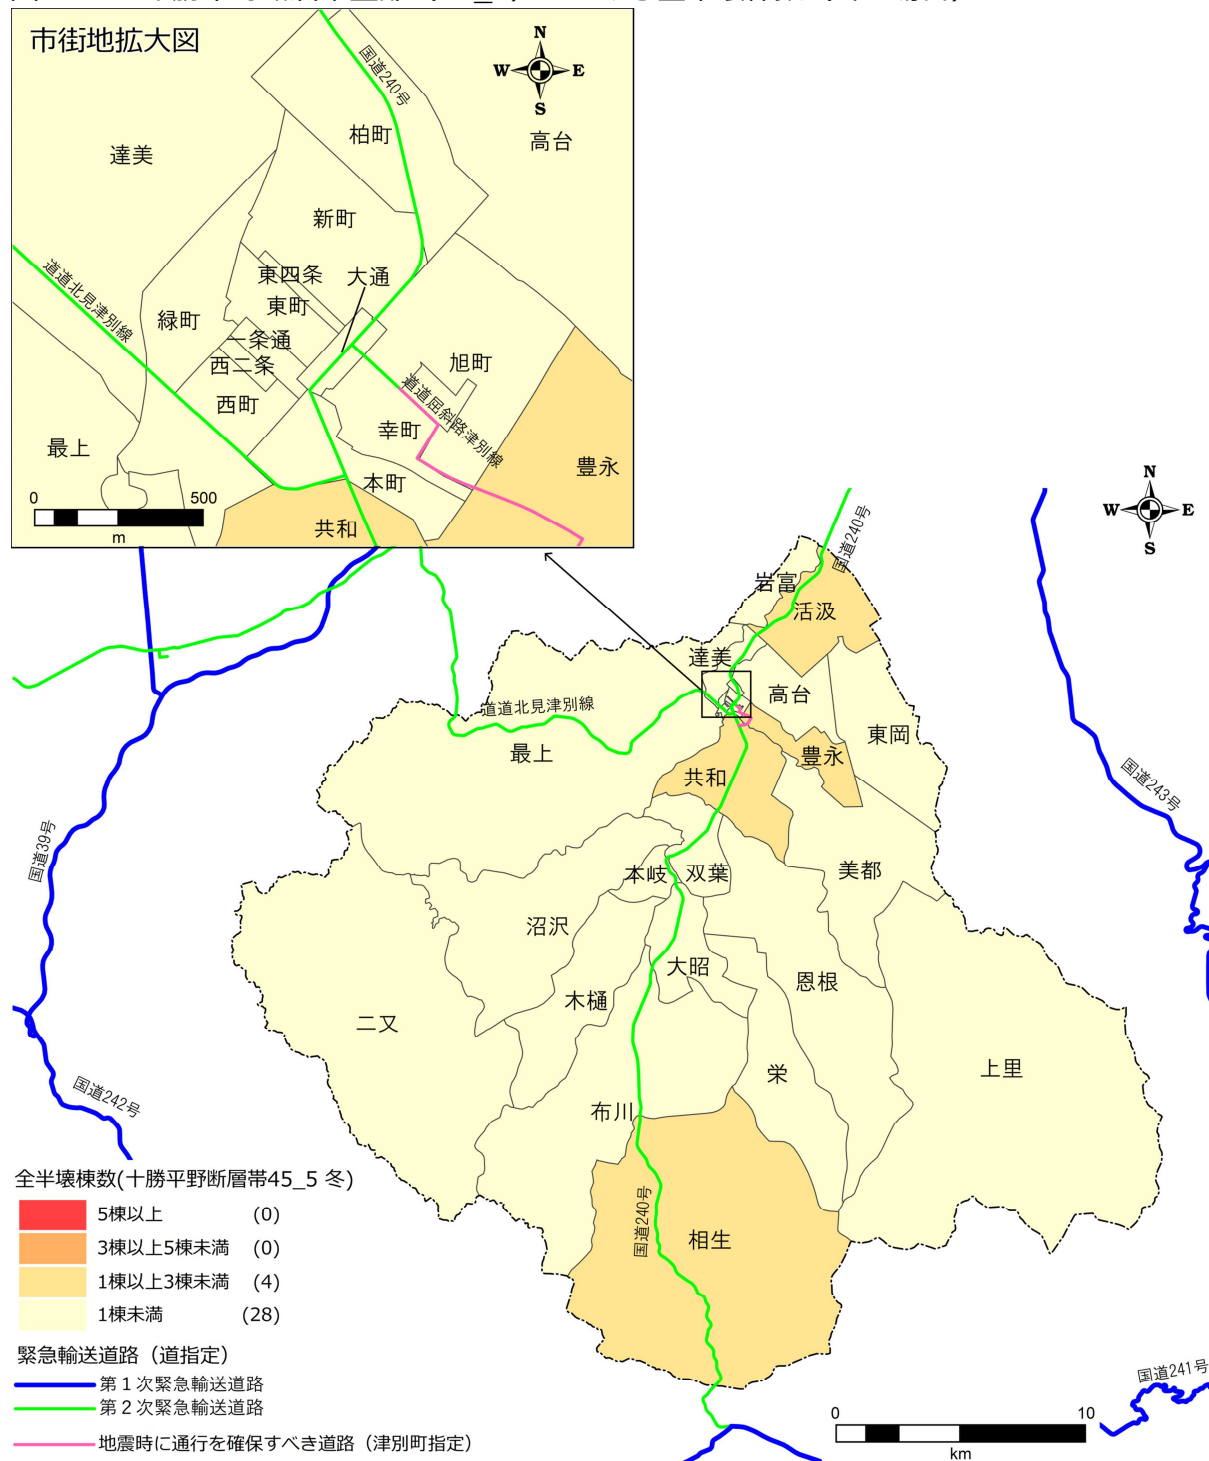 市街地拡大図
N
W
E
S
国道240号
柏町
高台
達美
新町
東四条
大通
東町
道道北見津別線
緑町
一条通
西二条
旭町
西町
道道屈斜路津別線
幸町
最上
豊永
本町
0
500
m
共和
N
W
E
S
国道240号
岩富
活汲
達美
高台
道道北見津別線
東岡
最上
豊永
共和
国道243号
国道39号
本岐
双葉
美都
沼沢
大昭
恩根
木樋
二又
上里
栄
国道242号
布川
国道240号
相生
全半壊棟数(十勝平野断層帯45_5 冬)
5棟以上 (0)
3棟以上5棟未満 (0)
1棟以上3棟未満 (4)
1棟未満 (28)
緊急輸送道路（道指定）
第１次緊急輸送道路
第２次緊急輸送道路
地震時に通行を確保すべき道路（津別町指定）
国道241号
0
10
km